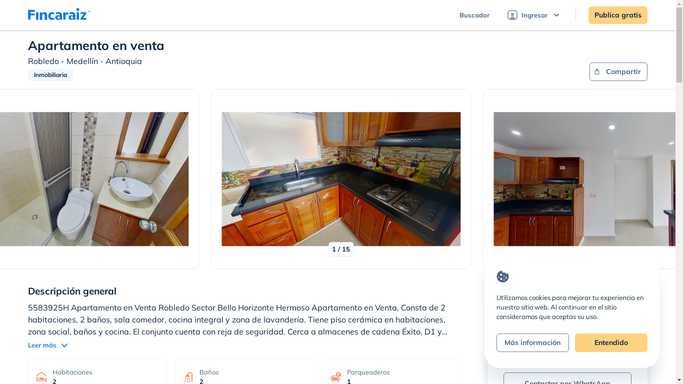 Fincaraiz
Buscador
Ingresar
Publica gratis
Apartamento en venta
Robledo - Medellín - Antioquia
Inmobiliaria
Compartir
1 / 15
Descripción general
5583925H Apartamento en Venta Robledo Sector Bello Horizonte Hermoso Apartamento en Venta, Consta de 2
habitaciones, 2 baños, sala comedor, cocina integral y zona de lavandería. Tiene piso cerámica en habitaciones,
zona social, baños y cocina. El conjunto cuenta con reja de seguridad. Cerca a almacenes de cadena Éxito, D1 y...
Leer más
Habitaciones
2
Baños
2
Parqueaderos
1
Utilizamos cookies para mejorar tu experiencia en
nuestro sitio web. Al continuar en el sitio
consideramos que aceptas su uso.
Más información
Entendido
Contactar por WhatsApp